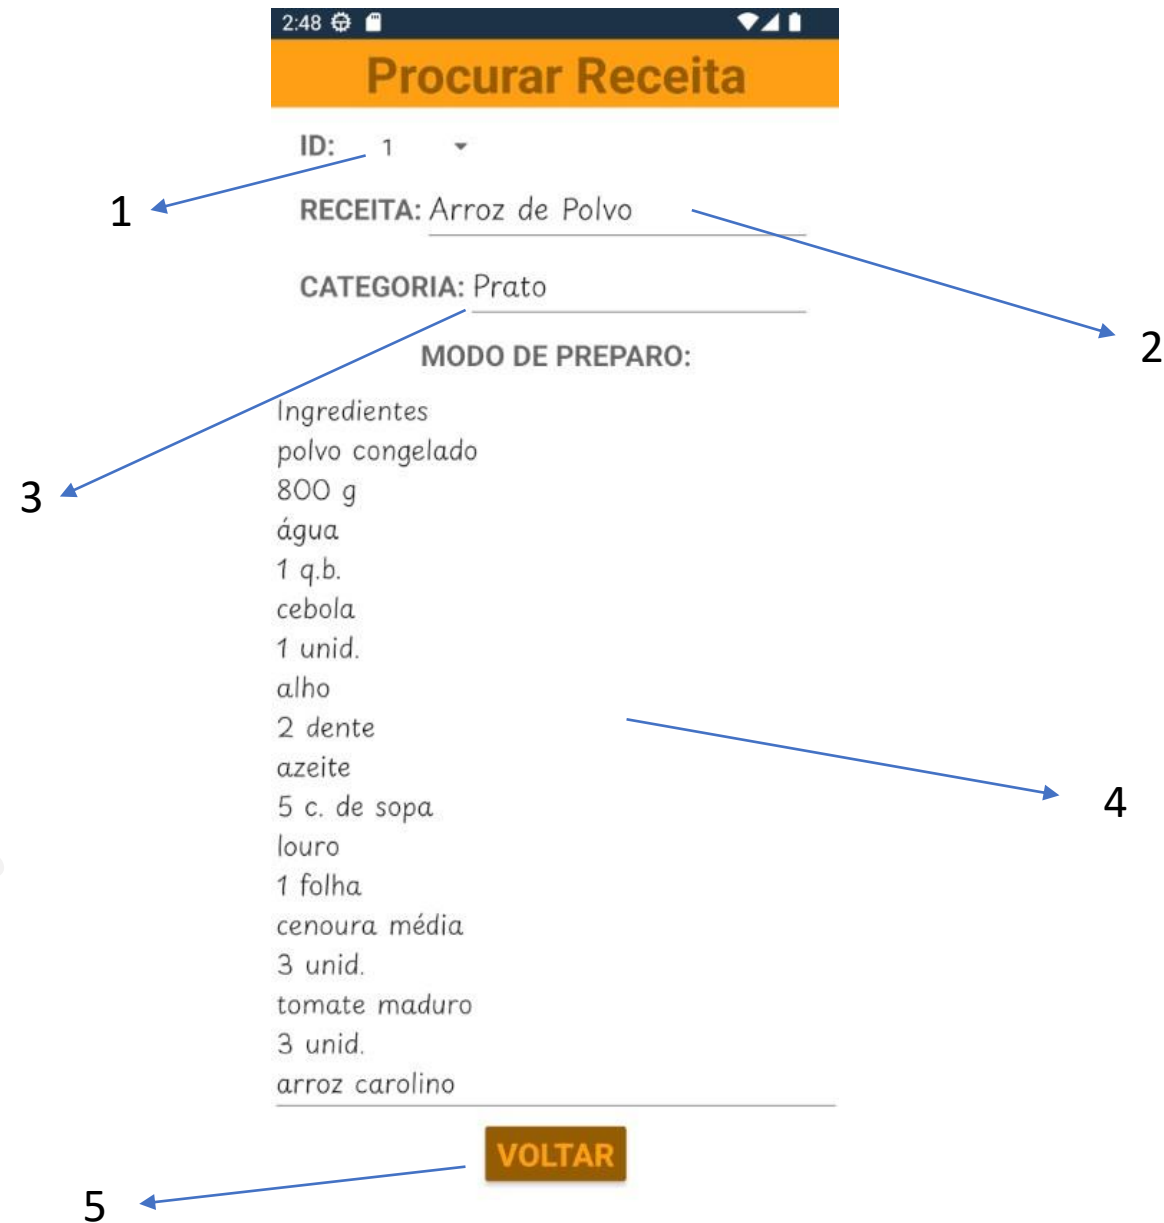 2:48
Procurar Receita
ID: 1
1
RECEITA: Arroz de Polvo
CATEGORIA: Prato
2
MODO DE PREPARO:
Ingredientes
polvo congelado
3
800 g
água
1 q.b.
cebola
1 unid.
alho
2 dente
azeite
4
5 c. de sopa
louro
1 folha
cenoura média
3 unid.
tomate maduro
3 unid.
arroz carolino
VOLTAR
5